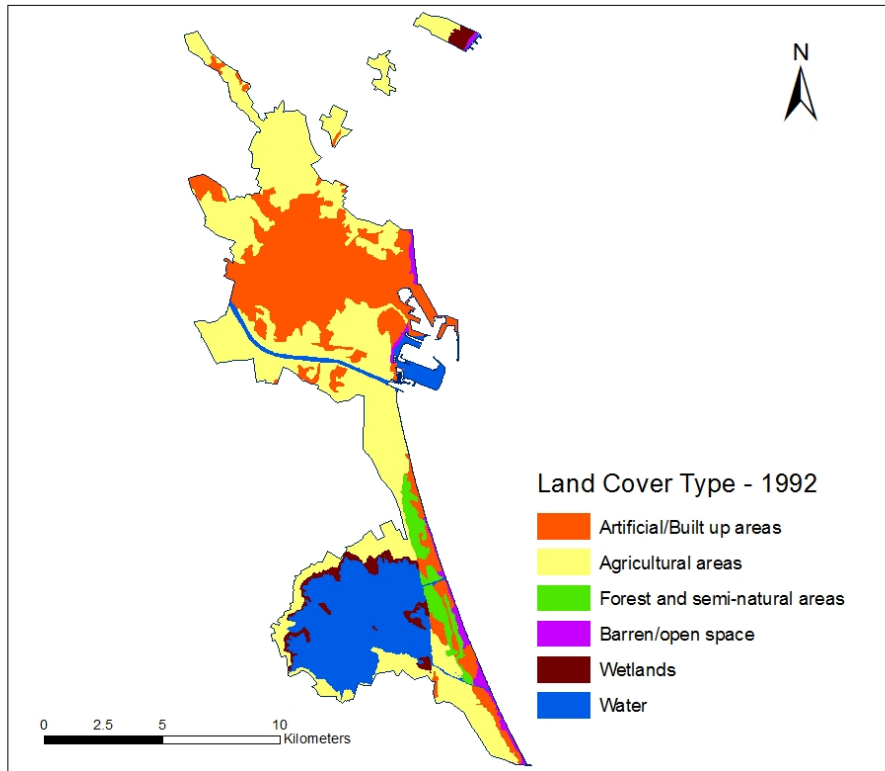 N
Land Cover Type - 1992
Artificial/Built up areas
Agricultural areas
Forest and semi-natural areas
Barren/open space
Wetlands
Water
0 2.5 5 10
Kilometers